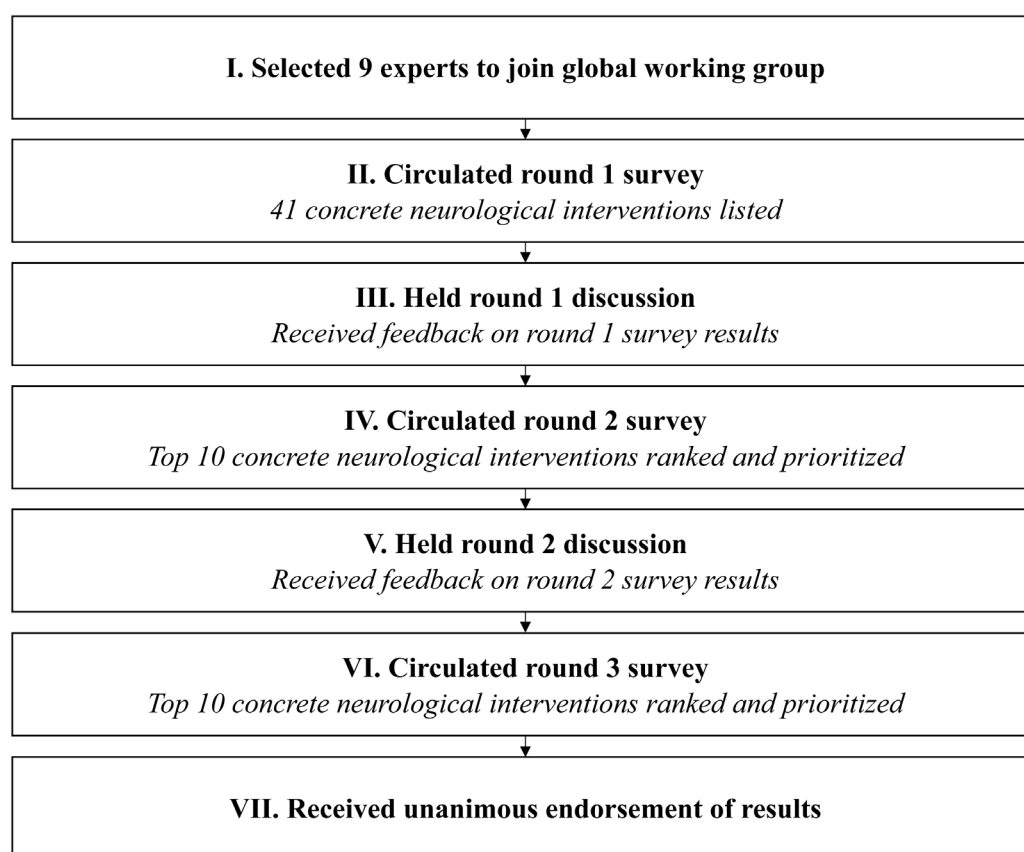 I. Selected 9 experts to join global working group
II. Circulated round 1 survey
41 concrete neurological interventions listed
III. Held round 1 discussion
Received feedback on round 1 survey results
IV. Circulated round 2 survey
Top 10 concrete neurological interventions ranked and prioritized
V. Held round 2 discussion
Received feedback on round 2 survey results
VI. Circulated round 3 survey
Top 10 concrete neurological interventions ranked and prioritized
VII. Received unanimous endorsement of results